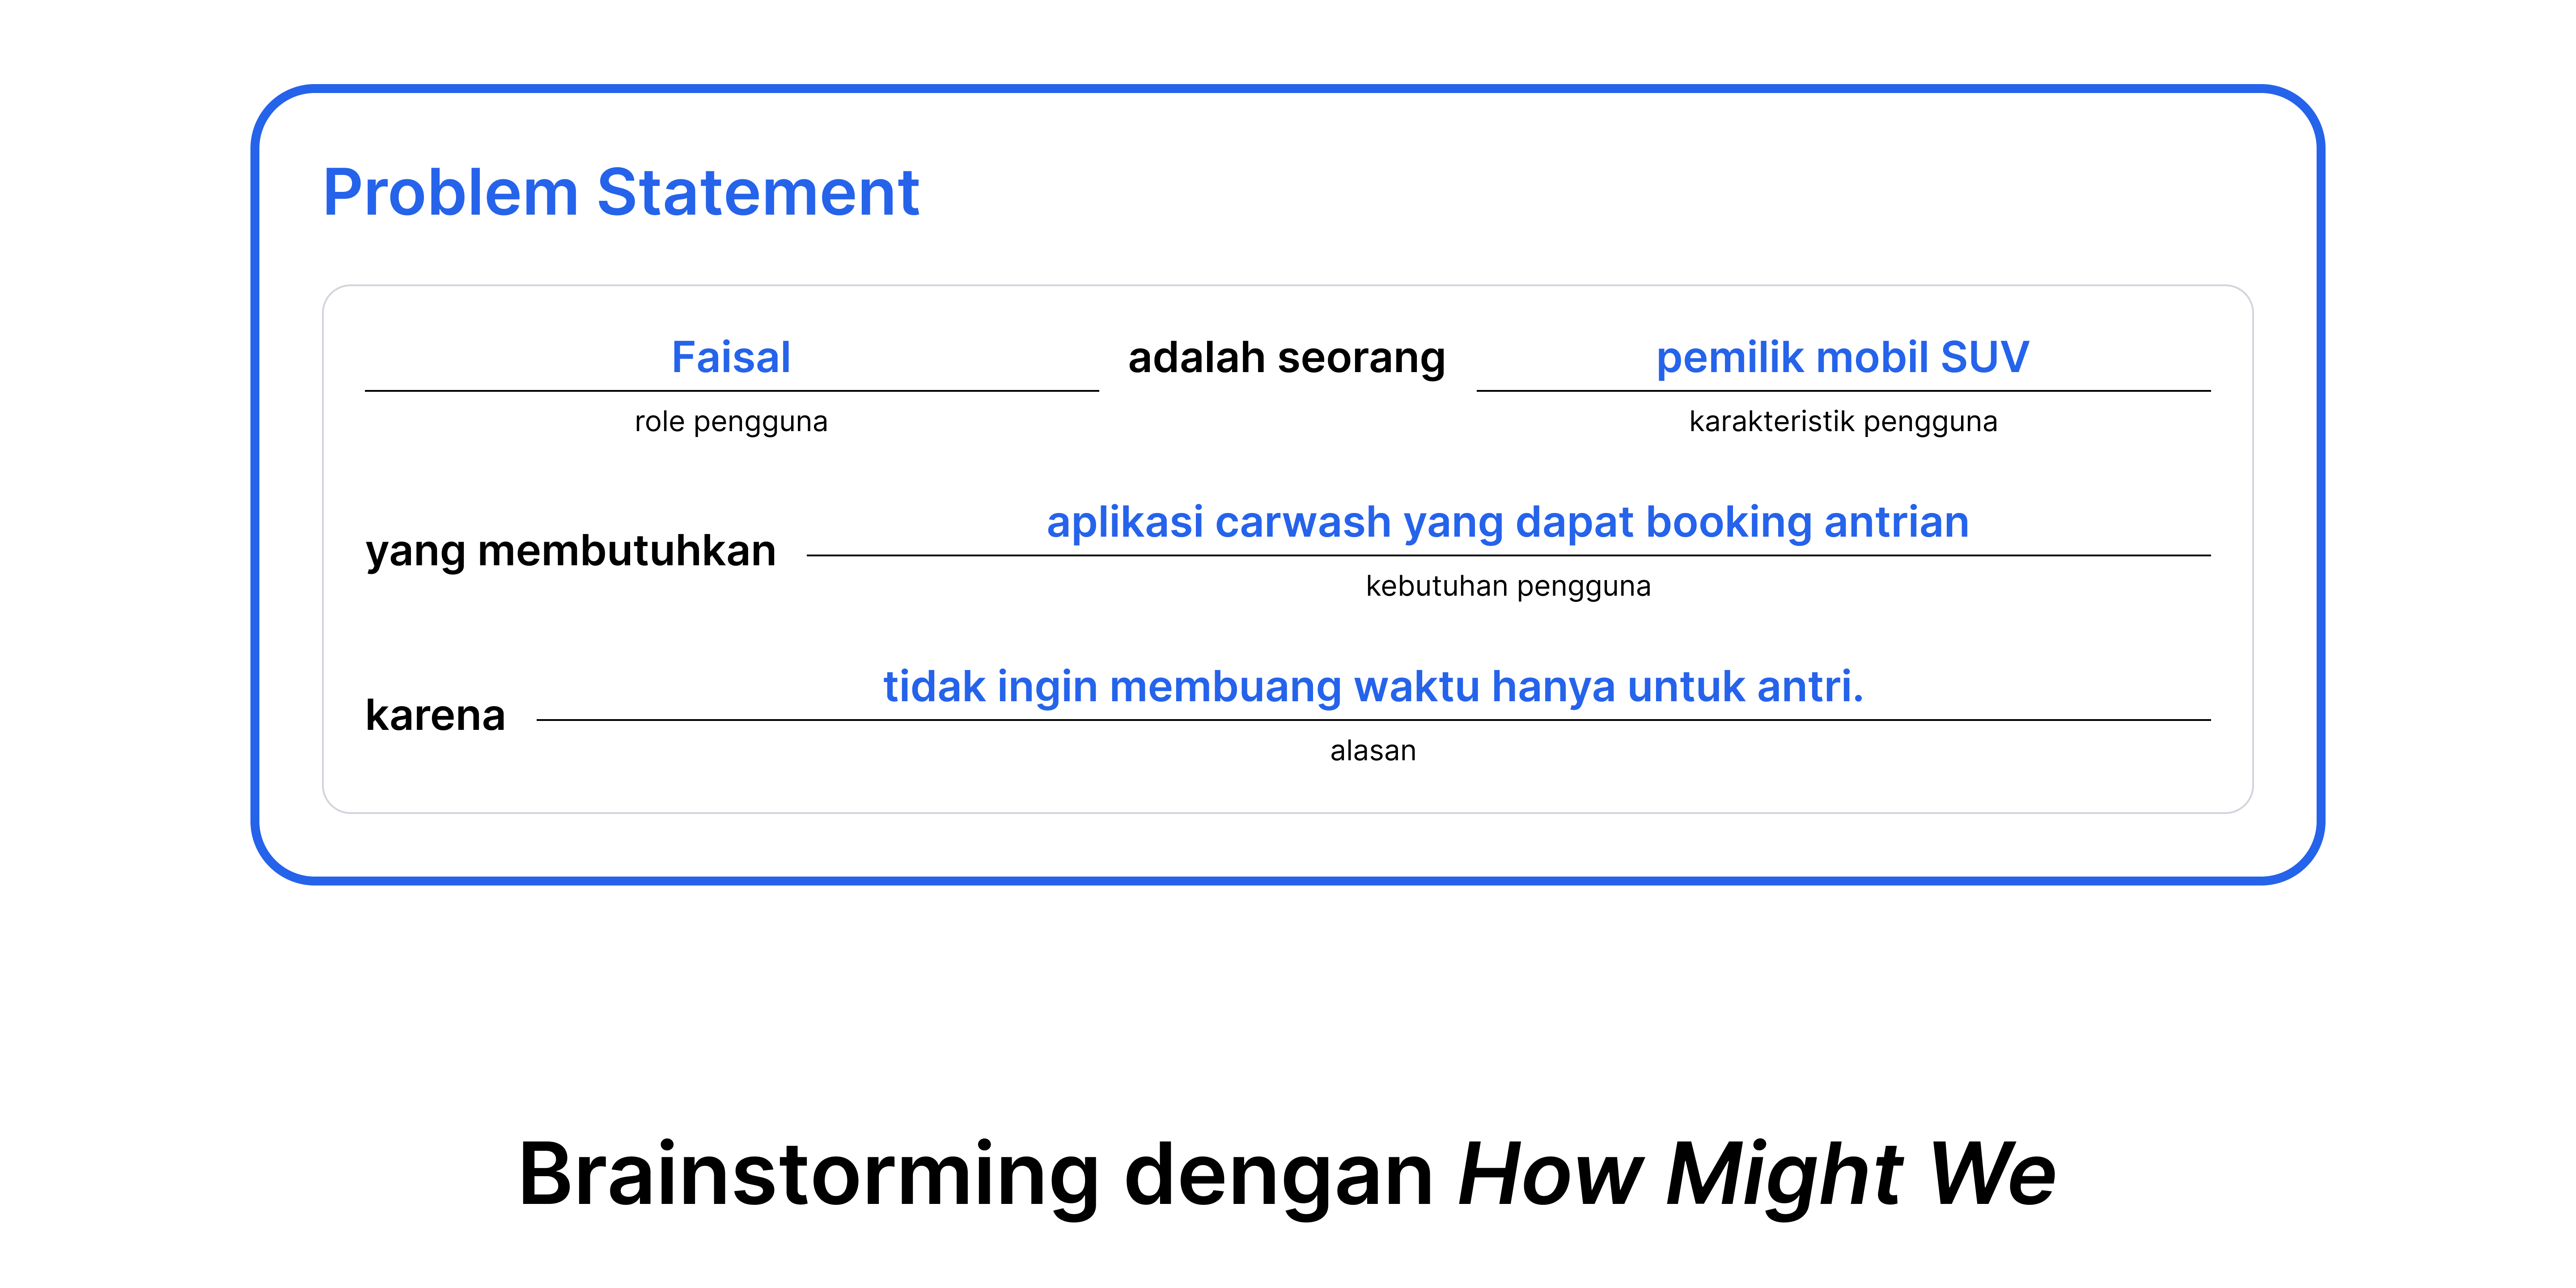 Problem Statement
Faisal adalah seorang pemilik mobil SUV
role pengguna karakteristik pengguna
aplikasi carwash yang dapat booking antrian
yang membutuhkan
kebutuhan pengguna
tidak ingin membuang waktu hanya untuk antri.
karena
alasan
Brainstorming dengan How Might We